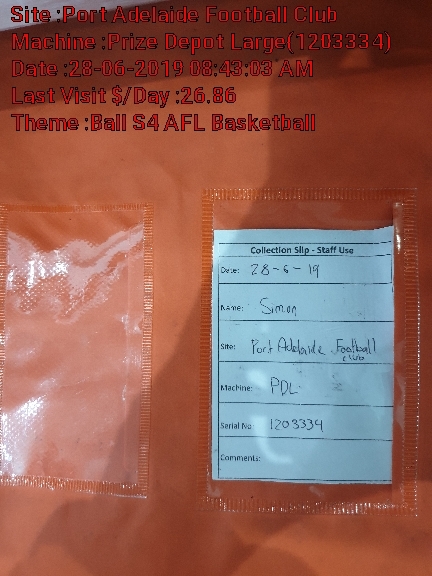 Site :Port Adelaide Football Club
Machine :Prize Depot Large(1203334)
Date :28-06-2019 08:43:03 AM
Last Visit $/Day :26.86
Theme :Ball S4 AFL Basketball
Collection Slip - Staff Use
Date: 28-6-19
Name: Simon
Site: Port Adelaide Football
Club
Machine: PDL
Serial No 1203334
Comments: